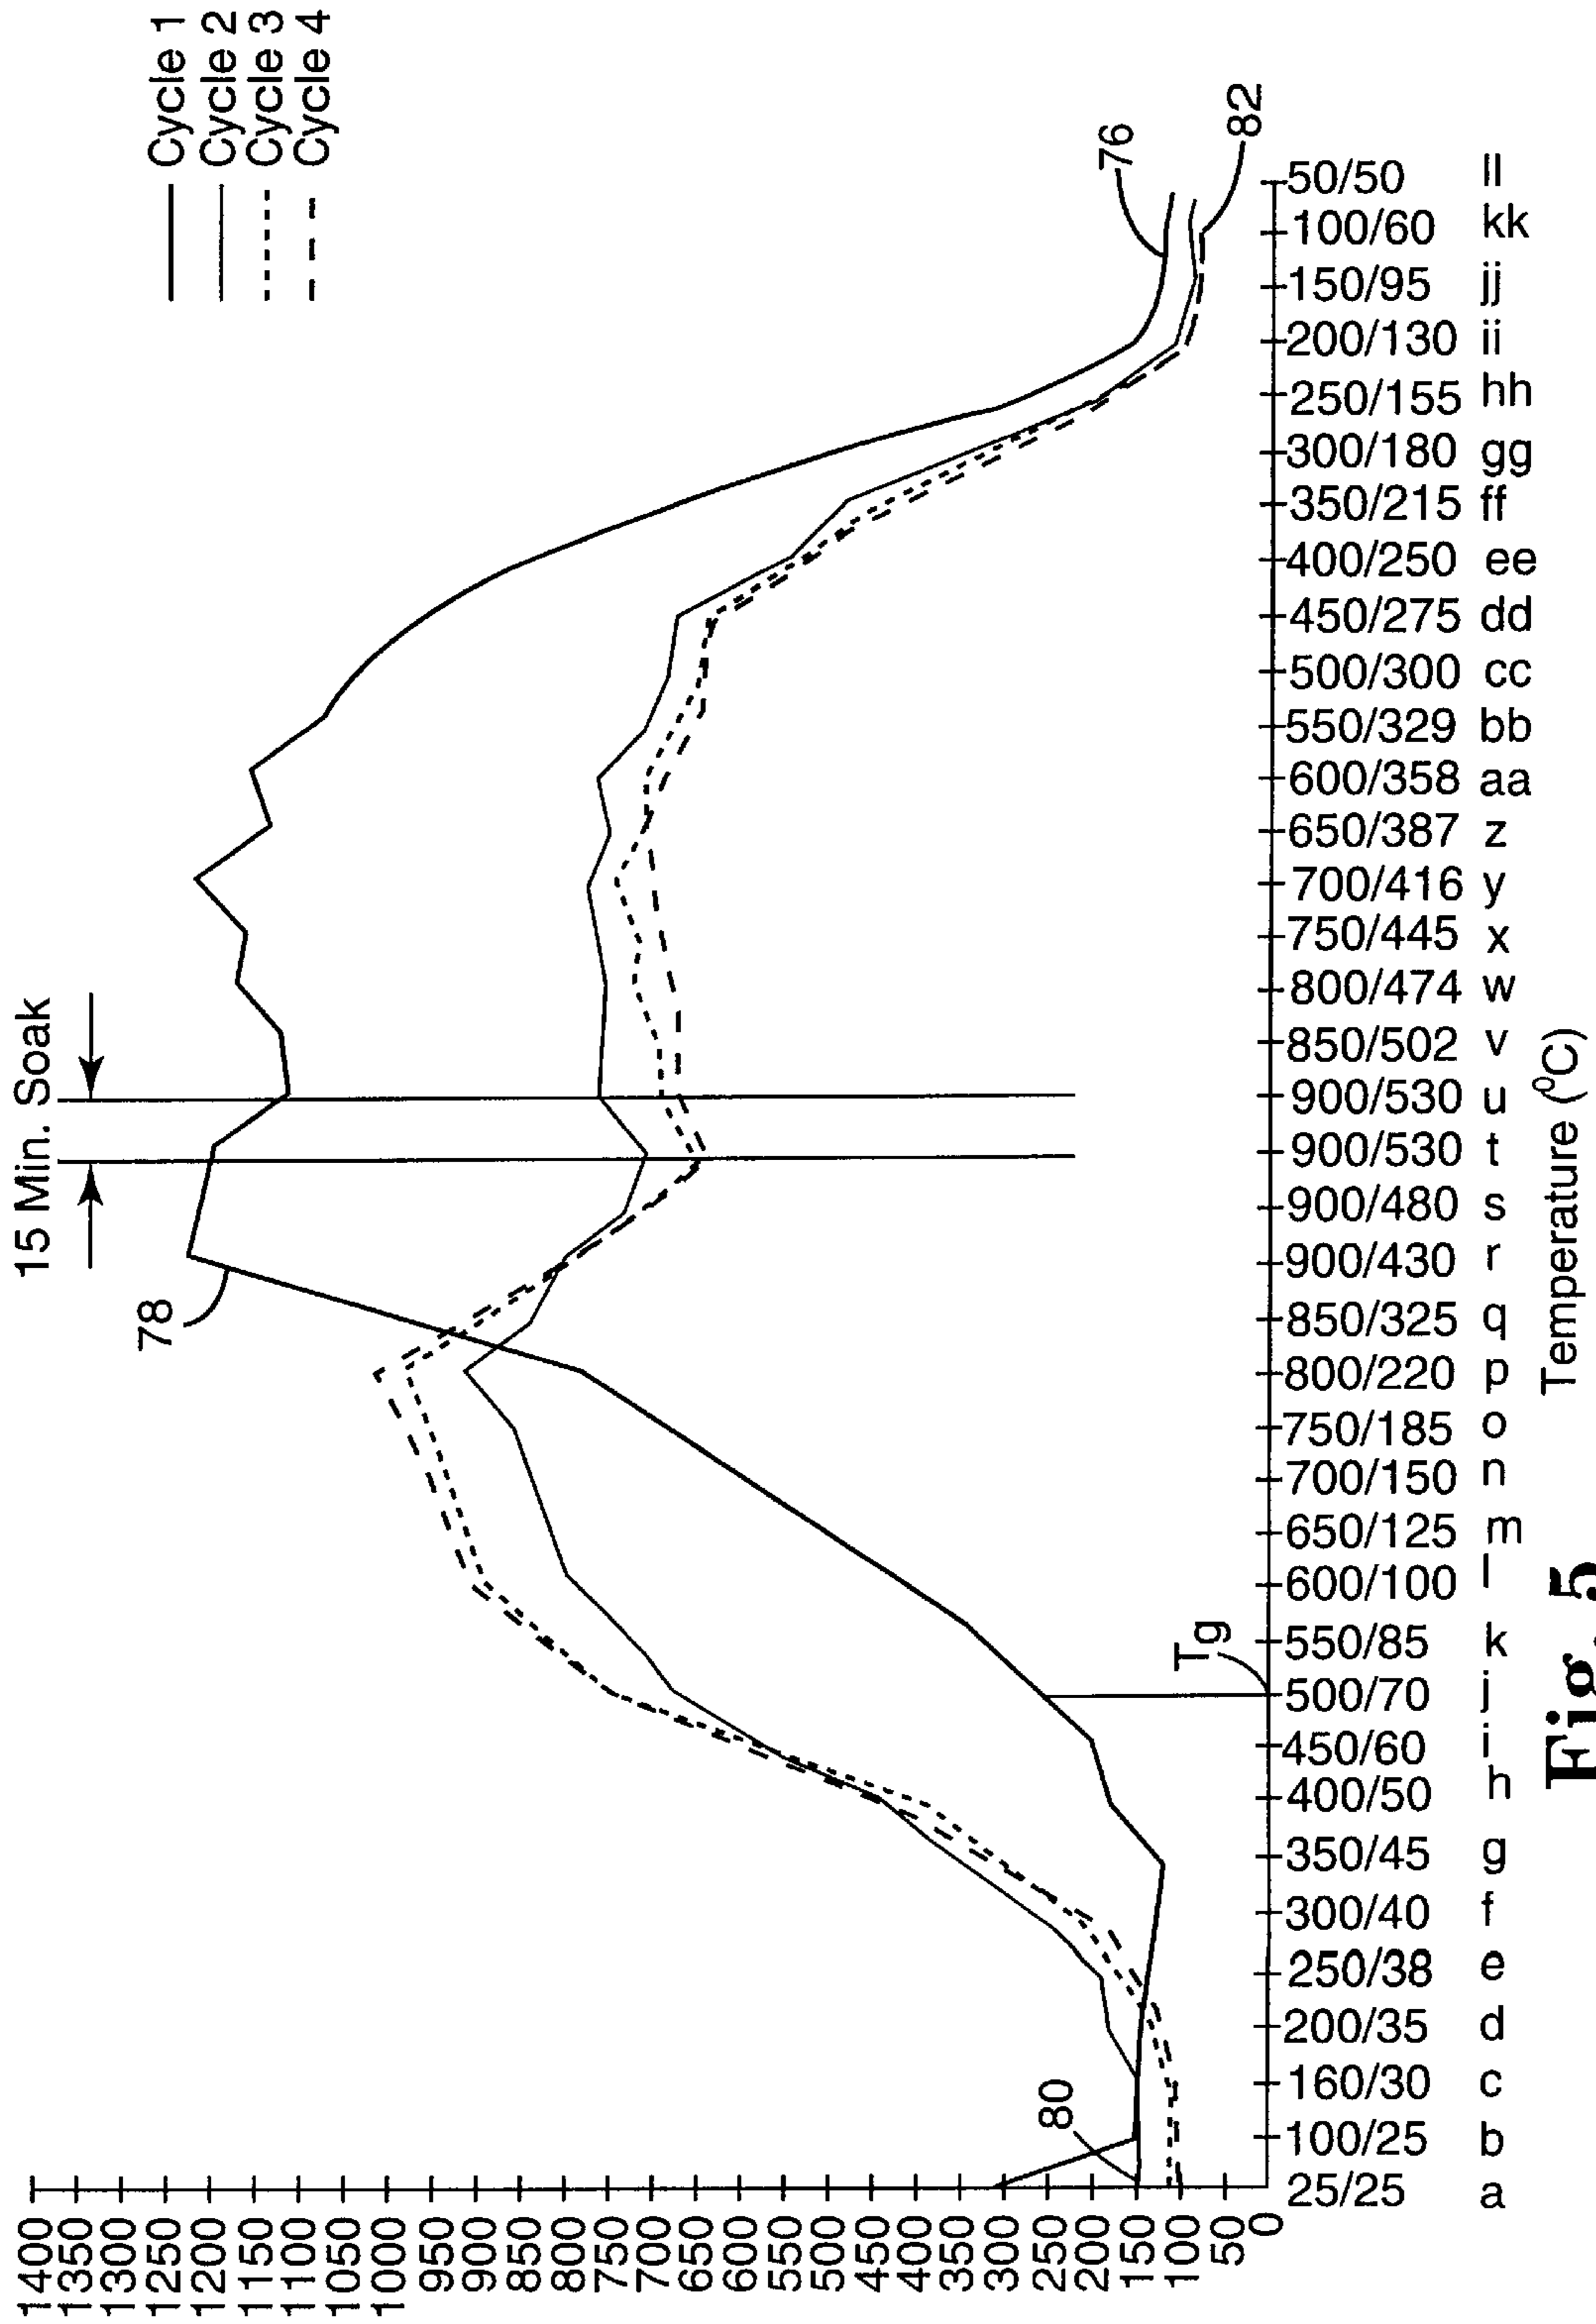 15 Min. Soak
Cycle 1
Cycle 2
Cycle 3
Cycle 4
78
76
82
80
Tg
1400
1350
1300
1250
1200
1150
1100
1050
1000
950
900
850
800
750
700
650
600
550
500
450
400
350
300
250
200
150
100
50
0
25/25 a
100/25 b
160/30 c
200/35 d
250/38 e
300/40 f
350/45 g
400/50 h
450/60 i
500/70 j
550/85 k
600/100 l
650/125 m
700/150 n
750/185 o
800/220 p
850/325 q
900/430 r
900/480 s
900/530 t
900/530 u
850/502 v
800/474 w
750/445 x
700/416 y
650/387 z
600/358 aa
550/329 bb
500/300 cc
450/275 dd
400/250 ee
350/215 ff
300/180 gg
250/155 hh
200/130 ii
150/95 jj
100/60 kk
50/50 ll
Temperature (⁰C)
Fig. 5